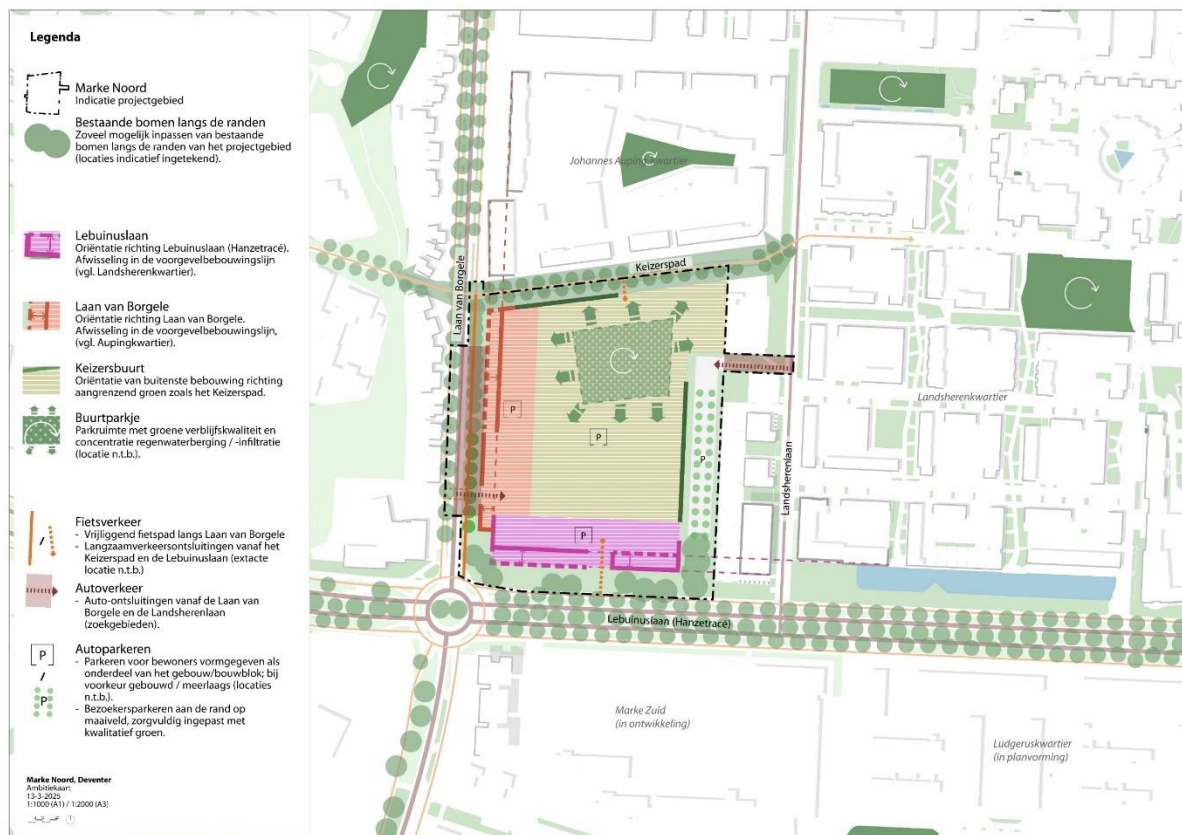 Legenda
Marke Noord
Indicatie projectgebied
Bestaande bomen langs de randen
Zoveel mogelijk inpassen van bestaande
bomen langs de randen van het projectgebied
(locaties indicatief ingetekend).
Lebuinuslaan
Oriëntatie richting Lebuinuslaan (Hanzetracé).
Afwisseling in de voorgevelbebouwingslijn
(vgl. Landsherenkwartier).
Laan van Borgele
Oriëntatie richting Laan van Borgele.
Afwisseling in de voorgevelbebouwingslijn,
(vgl. Aupingkwartier).
Keizersbuurt
Oriëntatie van buitenste bebouwing richting
aangrenzend groen zoals het Keizerspad.
Buurtparkje
Parkruimte met groene verblijfskwaliteit en
concentratie regenwaterberging / -infiltratie
(locatie n.t.b.).
Fietsverkeer
- Vrijliggend fietspad langs Laan van Borgele
- Langzaamverkeersontsluitingen vanaf het
Keizerspad en de Lebuinuslaan (extacte
locatie n.t.b.)
Autoverkeer
- Auto-ontsluitingen vanaf de Laan van
Borgele en de Landsherenlaan
(zoekgebieden).
P
P
Autoparkeren
- Parkeren voor bewoners vormgegeven als
onderdeel van het gebouw/bouwblok; bij
voorkeur gebouwd / meerlaags (locaties
n.t.b.).
- Bezoekersparkeren aan de rand op
maaiveld, zorgvuldig ingepast met
kwalitatief groen.
Marke Noord, Deventer
Ambitiekaart
13-3-2025
1:1000 (A1) / 1:2000 (A3)
Johannes Aupingkwartier
Keizerspad
Laan van Borgele
Landsherenkwartier
Landsherenlaan
P
P
P
P
Lebuinuslaan (Hanzetracé)
Marke Zuid
(in ontwikkeling)
Ludgeruskwartier
(in planvorming)